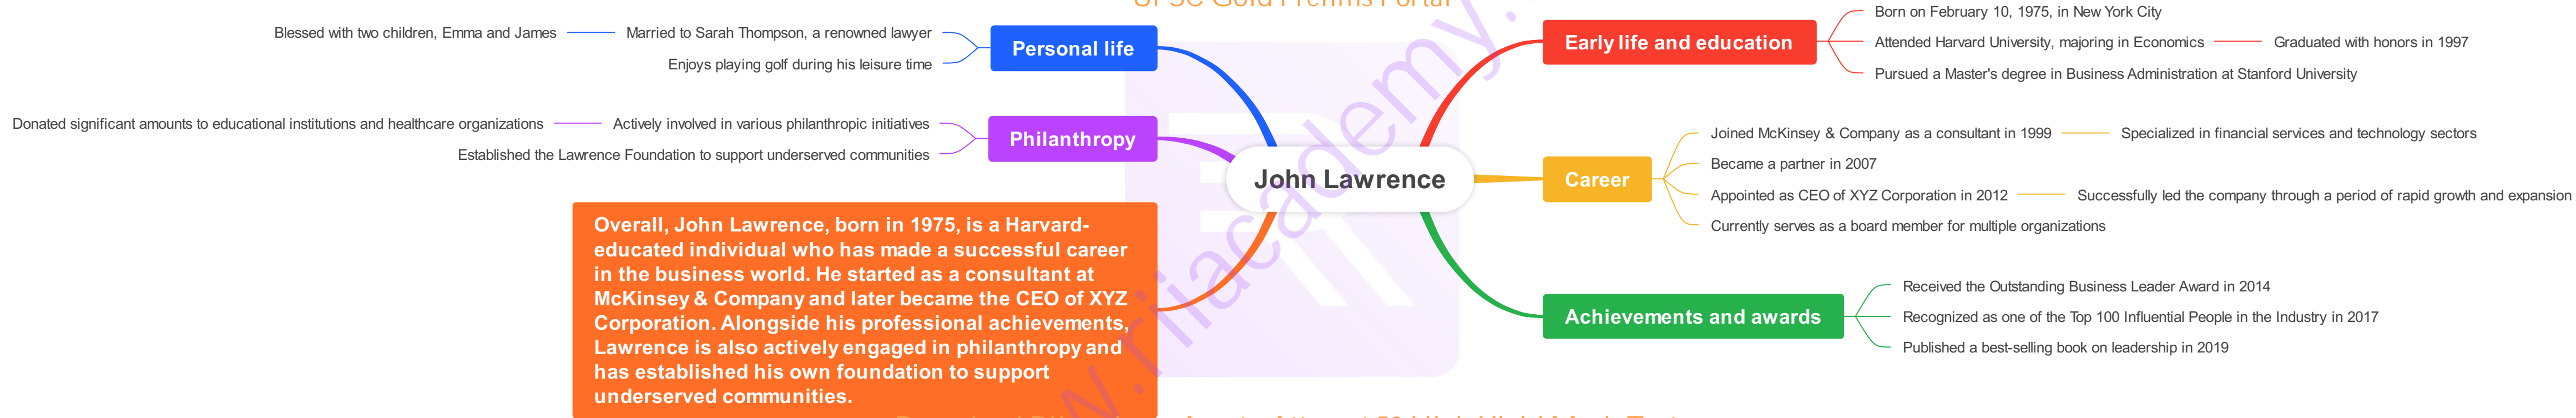 UPSC Gold Prelims Portal
Personal life
Married to Sarah Thompson, a renowned lawyer
Blessed with two children, Emma and James
Enjoys playing golf during his leisure time
Philanthropy
Actively involved in various philanthropic initiatives
Donated significant amounts to educational institutions and healthcare organizations
Established the Lawrence Foundation to support underserved communities
Overall, John Lawrence, born in 1975, is a Harvard-
educated individual who has made a successful career
in the business world. He started as a consultant at
McKinsey & Company and later became the CEO of XYZ
Corporation. Alongside his professional achievements,
Lawrence is also actively engaged in philanthropy and
has established his own foundation to support
underserved communities.
John Lawrence
Early life and education
Born on February 10, 1975, in New York City
Attended Harvard University, majoring in Economics
Graduated with honors in 1997
Pursued a Master's degree in Business Administration at Stanford University
Career
Joined McKinsey & Company as a consultant in 1999
Specialized in financial services and technology sectors
Became a partner in 2007
Appointed as CEO of XYZ Corporation in 2012
Successfully led the company through a period of rapid growth and expansion
Currently serves as a board member for multiple organizations
Achievements and awards
Received the Outstanding Business Leader Award in 2014
Recognized as one of the Top 100 Influential People in the Industry in 2017
Published a best-selling book on leadership in 2019